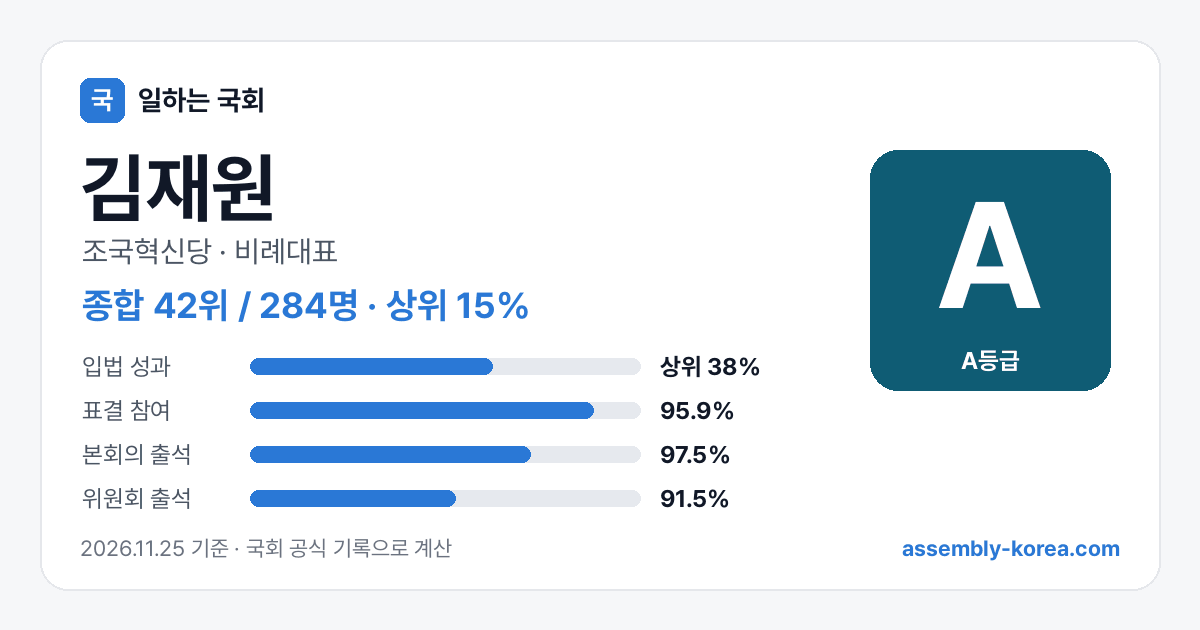 국 일하는 국회
김재원
조국혁신당 · 비례대표
종합 42위 / 284명 · 상위 15%
A
A등급
입법 성과 상위 38%
표결 참여 95.9%
본회의 출석 97.5%
위원회 출석 91.5%
2026.11.25 기준 · 국회 공식 기록으로 계산
assembly-korea.com